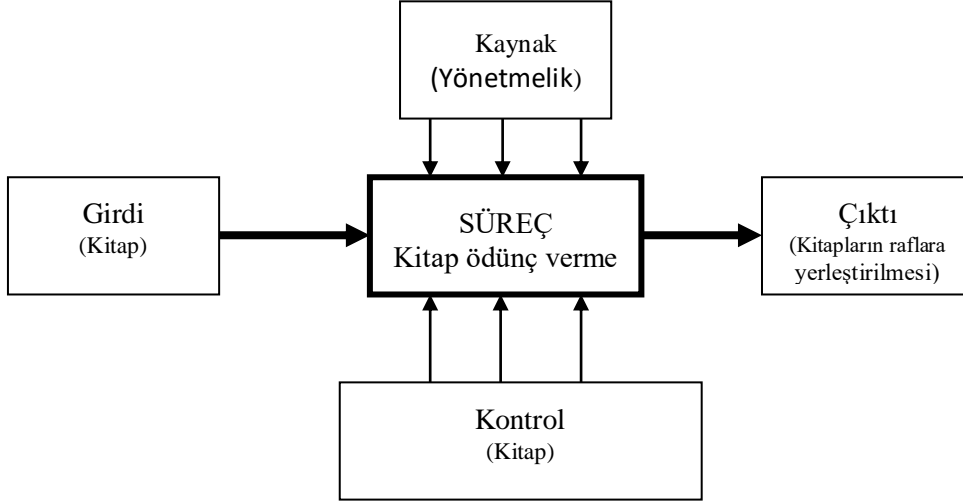 Kaynak
(Yönetmelik)
Girdi
(Kitap)
SÜREÇ
Kitap ödünç verme
Çıktı
(Kitapların raflara
yerleştirilmesi)
Kontrol
(Kitap)